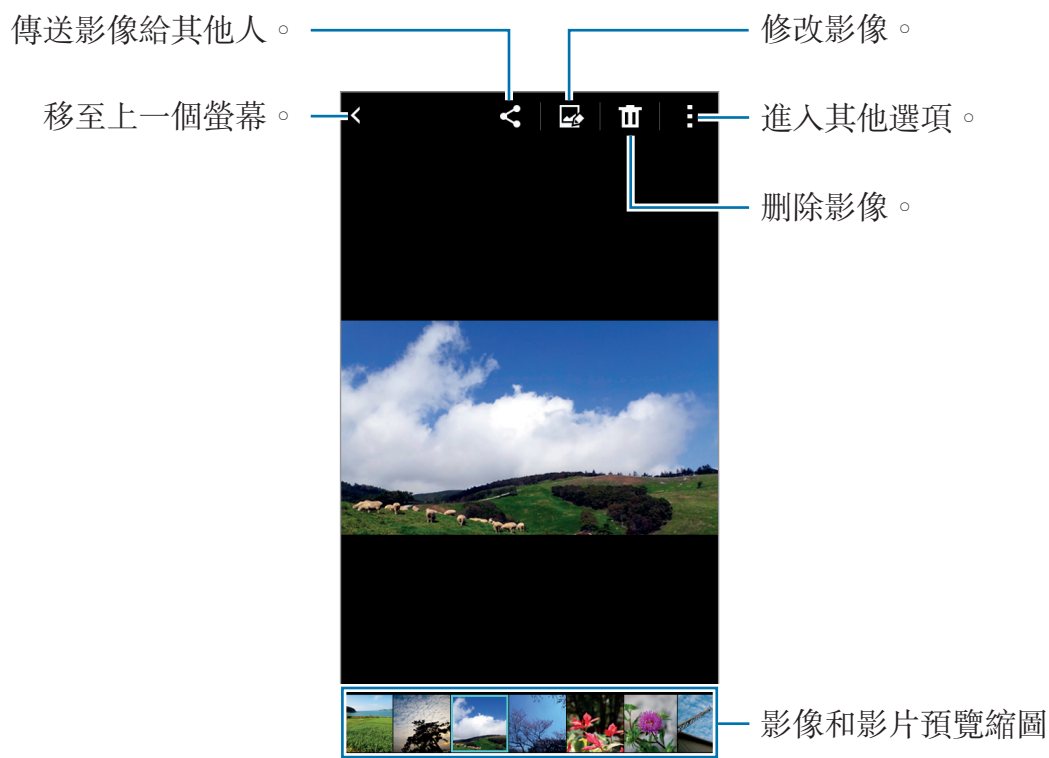 傳送影像給其他人。
修改影像。
移至上一個螢幕。
進入其他選項。
刪除影像。
影像和影片預覽縮圖